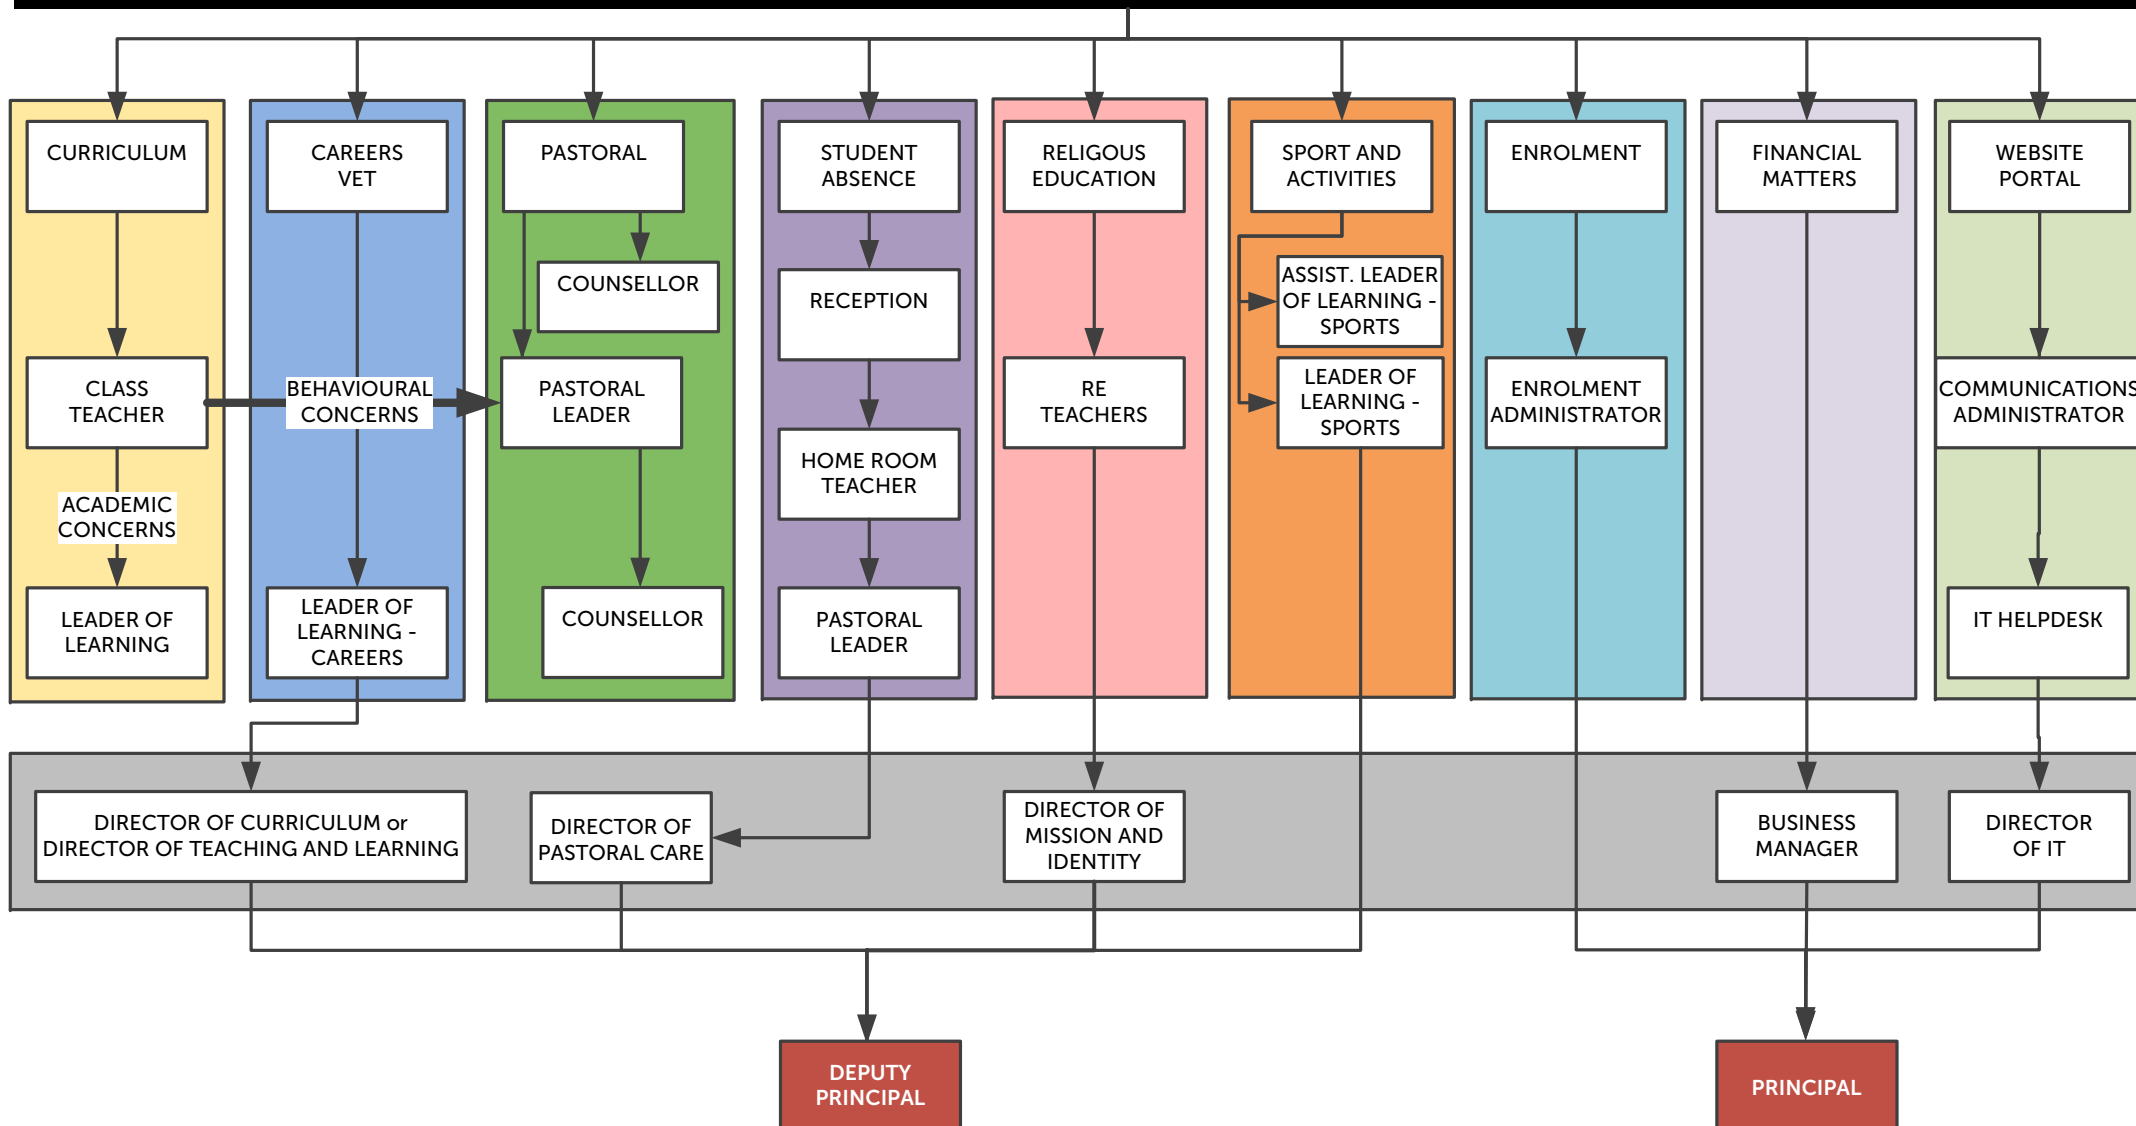 CURRICULUM
CAREERS
VET
PASTORAL
STUDENT
ABSENCE
RELIGOUS
EDUCATION
SPORT AND
ACTIVITIES
ENROLMENT
FINANCIAL
MATTERS
WEBSITE
PORTAL
COUNSELLOR
RECEPTION
ASSIST. LEADER
OF LEARNING -
SPORTS
CLASS
TEACHER
BEHAVIOURAL
CONCERNS
PASTORAL
LEADER
RE
TEACHERS
LEADER OF
LEARNING -
SPORTS
ENROLMENT
ADMINISTRATOR
COMMUNICATIONS
ADMINISTRATOR
HOME ROOM
TEACHER
ACADEMIC
CONCERNS
LEADER OF
LEARNING
LEADER OF
LEARNING -
CAREERS
COUNSELLOR
PASTORAL
LEADER
IT HELPDESK
DIRECTOR OF CURRICULUM or
DIRECTOR OF TEACHING AND LEARNING
DIRECTOR OF
PASTORAL CARE
DIRECTOR OF
MISSION AND
IDENTITY
BUSINESS
MANAGER
DIRECTOR
OF IT
DEPUTY
PRINCIPAL
PRINCIPAL